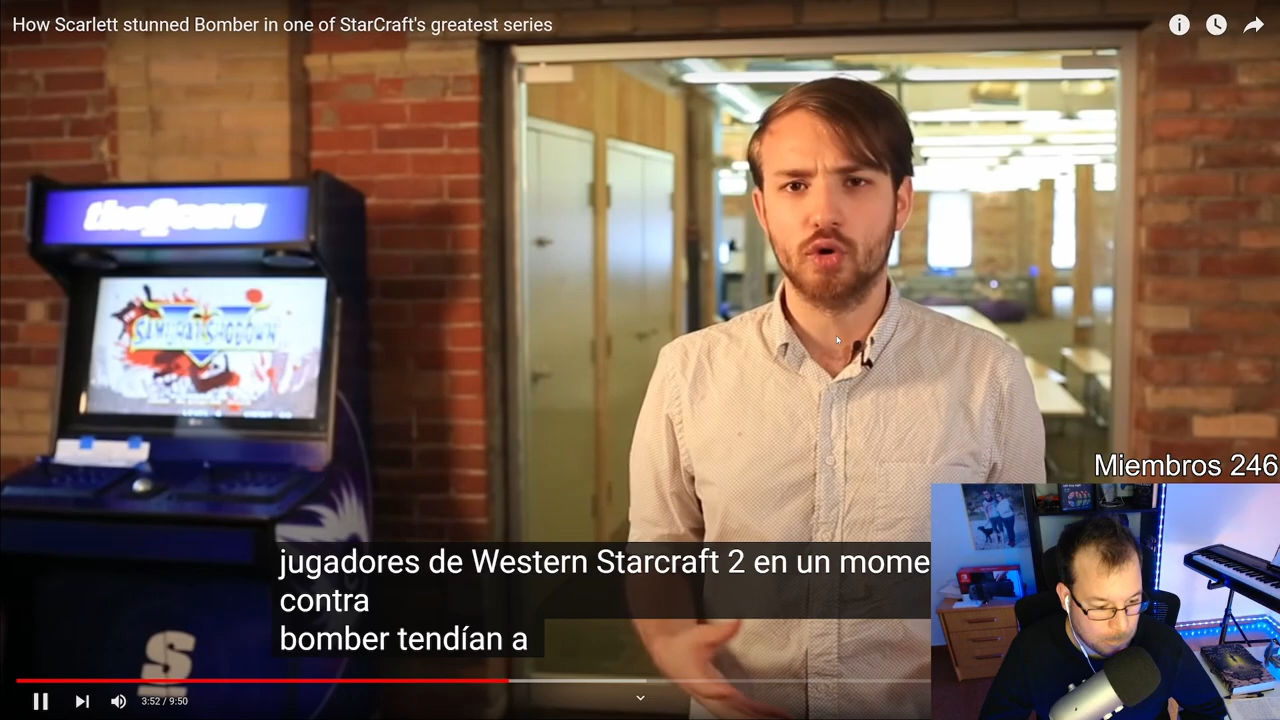 How Scarlett stunned Bomber in one of StarCraft's greatest series
theScore
SAMURAI SHODOWN
Miembros 246
jugadores de Western Starcraft 2 en un mome
contra
bomber tendían a
S
3:52 / 9:50